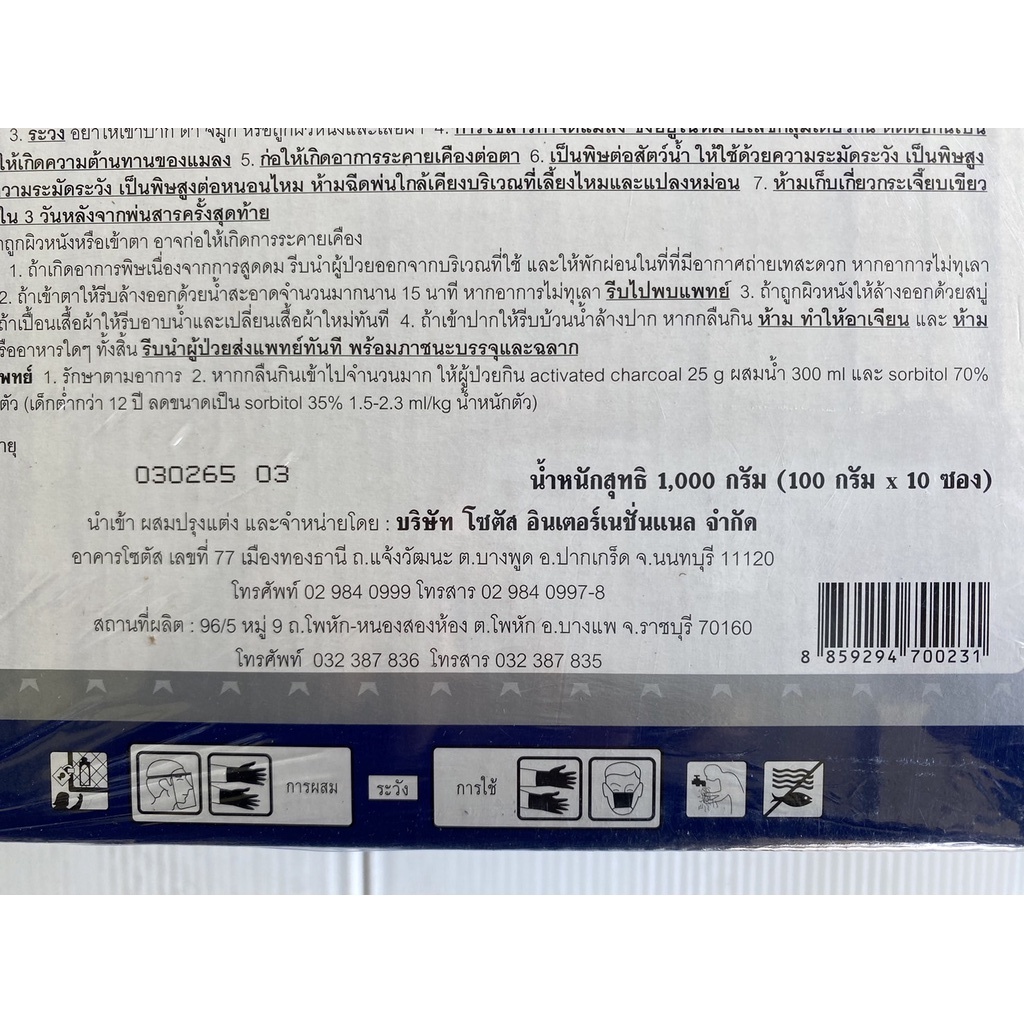 3. ระวัง อย่าให้เข้าปาก ตา จมูก หรือถูกผิวหนังและเสื้อผ้า 4. การใช้สารกำจัดแมลง
ให้เกิดความต้านทานของแมลง 5. ก่อให้เกิดอาการระคายเคืองต่อตา 6. เป็นพิษต่อสัตว์น้ำ ให้ใช้ด้วยความระมัดระวัง เป็นพิษสูง
ความระมัดระวัง เป็นพิษสูงต่อหนอนไหม ห้ามฉีดพ่นใกล้เคียงบริเวณที่เลี้ยงไหมและแปลงหม่อน 7. ห้ามเก็บเกี่ยวกระเจี๊ยบเขียว
ใน 3 วันหลังจากพ่นสารครั้งสุดท้าย
ถูกผิวหนังหรือเข้าตา อาจก่อให้เกิดการระคายเคือง
1. ถ้าเกิดอาการพิษเนื่องจากการสูดดม รีบนำผู้ป่วยออกจากบริเวณที่ใช้ และให้พักผ่อนในที่ที่มีอากาศถ่ายเทสะดวก หากอาการไม่ทุเลา
2. ถ้าเข้าตาให้รีบล้างออกด้วยน้ำสะอาดจำนวนมากนาน 15 นาที หากอาการไม่ทุเลา รีบไปพบแพทย์ 3. ถ้าถูกผิวหนังให้ล้างออกด้วยสบู่
ถ้าเปื้อนเสื้อผ้าให้รีบอาบน้ำและเปลี่ยนเสื้อผ้าใหม่ทันที 4. ถ้าเข้าปากให้รีบบ้วนน้ำล้างปาก หากกลืนกิน ห้าม ทำให้อาเจียน และ ห้าม
รืออาหารใดๆ ทั้งสิ้น รีบนำผู้ป่วยส่งแพทย์ทันที พร้อมภาชนะบรรจุและฉลาก
พทย์ 1. รักษาตามอาการ 2. หากกลืนกินเข้าไปจำนวนมาก ให้ผู้ป่วยกิน activated charcoal 25 g ผสมน้ำ 300 ml และ sorbitol 70%
ตัว (เด็กต่ำกว่า 12 ปี ลดขนาดเป็น sorbitol 35% 1.5-2.3 ml/kg น้ำหนักตัว)
ายุ
030265 03
น้ำหนักสุทธิ 1,000 กรัม (100 กรัม x 10 ซอง)
นำเข้า ผสมปรุงแต่ง และจำหน่ายโดย : บริษัท โซตัส อินเตอร์เนชั่นแนล จำกัด
อาคารโซตัส เลขที่ 77 เมืองทองธานี ถ.แจ้งวัฒนะ ต.บางพูด อ.ปากเกร็ด จ.นนทบุรี 11120
โทรศัพท์ 02 984 0999 โทรสาร 02 984 0997-8
สถานที่ผลิต : 96/5 หมู่ 9 ถ.โพหัก-หนองสองห้อง ต.โพหัก อ.บางแพ จ.ราชบุรี 70160
โทรศัพท์ 032 387 836 โทรสาร 032 387 835
8 859294 700231
การผสม ระวัง การใช้